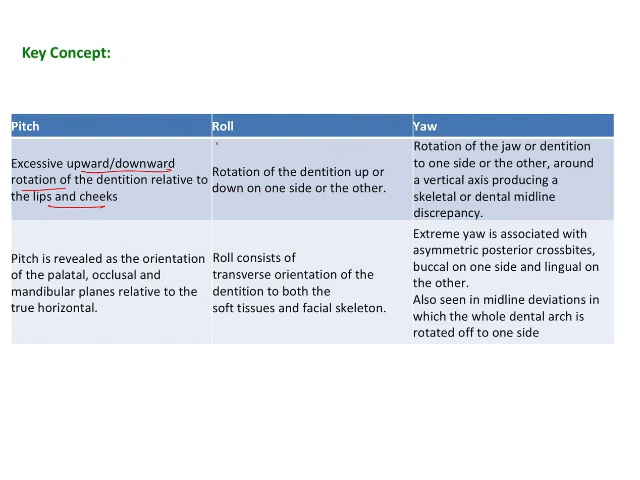 Key Concept:
Pitch
Roll
Yaw
Excessive upward/downward
rotation of the dentition relative to
the lips and cheeks
Rotation of the dentition up or
down on one side or the other.
Rotation of the jaw or dentition
to one side or the other, around
a vertical axis producing a
skeletal or dental midline
discrepancy.
Pitch is revealed as the orientation
of the palatal, occlusal and
mandibular planes relative to the
true horizontal.
Roll consists of
transverse orientation of the
dentition to both the
soft tissues and facial skeleton.
Extreme yaw is associated with
asymmetric posterior crossbites,
buccal on one side and lingual on
the other.
Also seen in midline deviations in
which the whole dental arch is
rotated off to one side